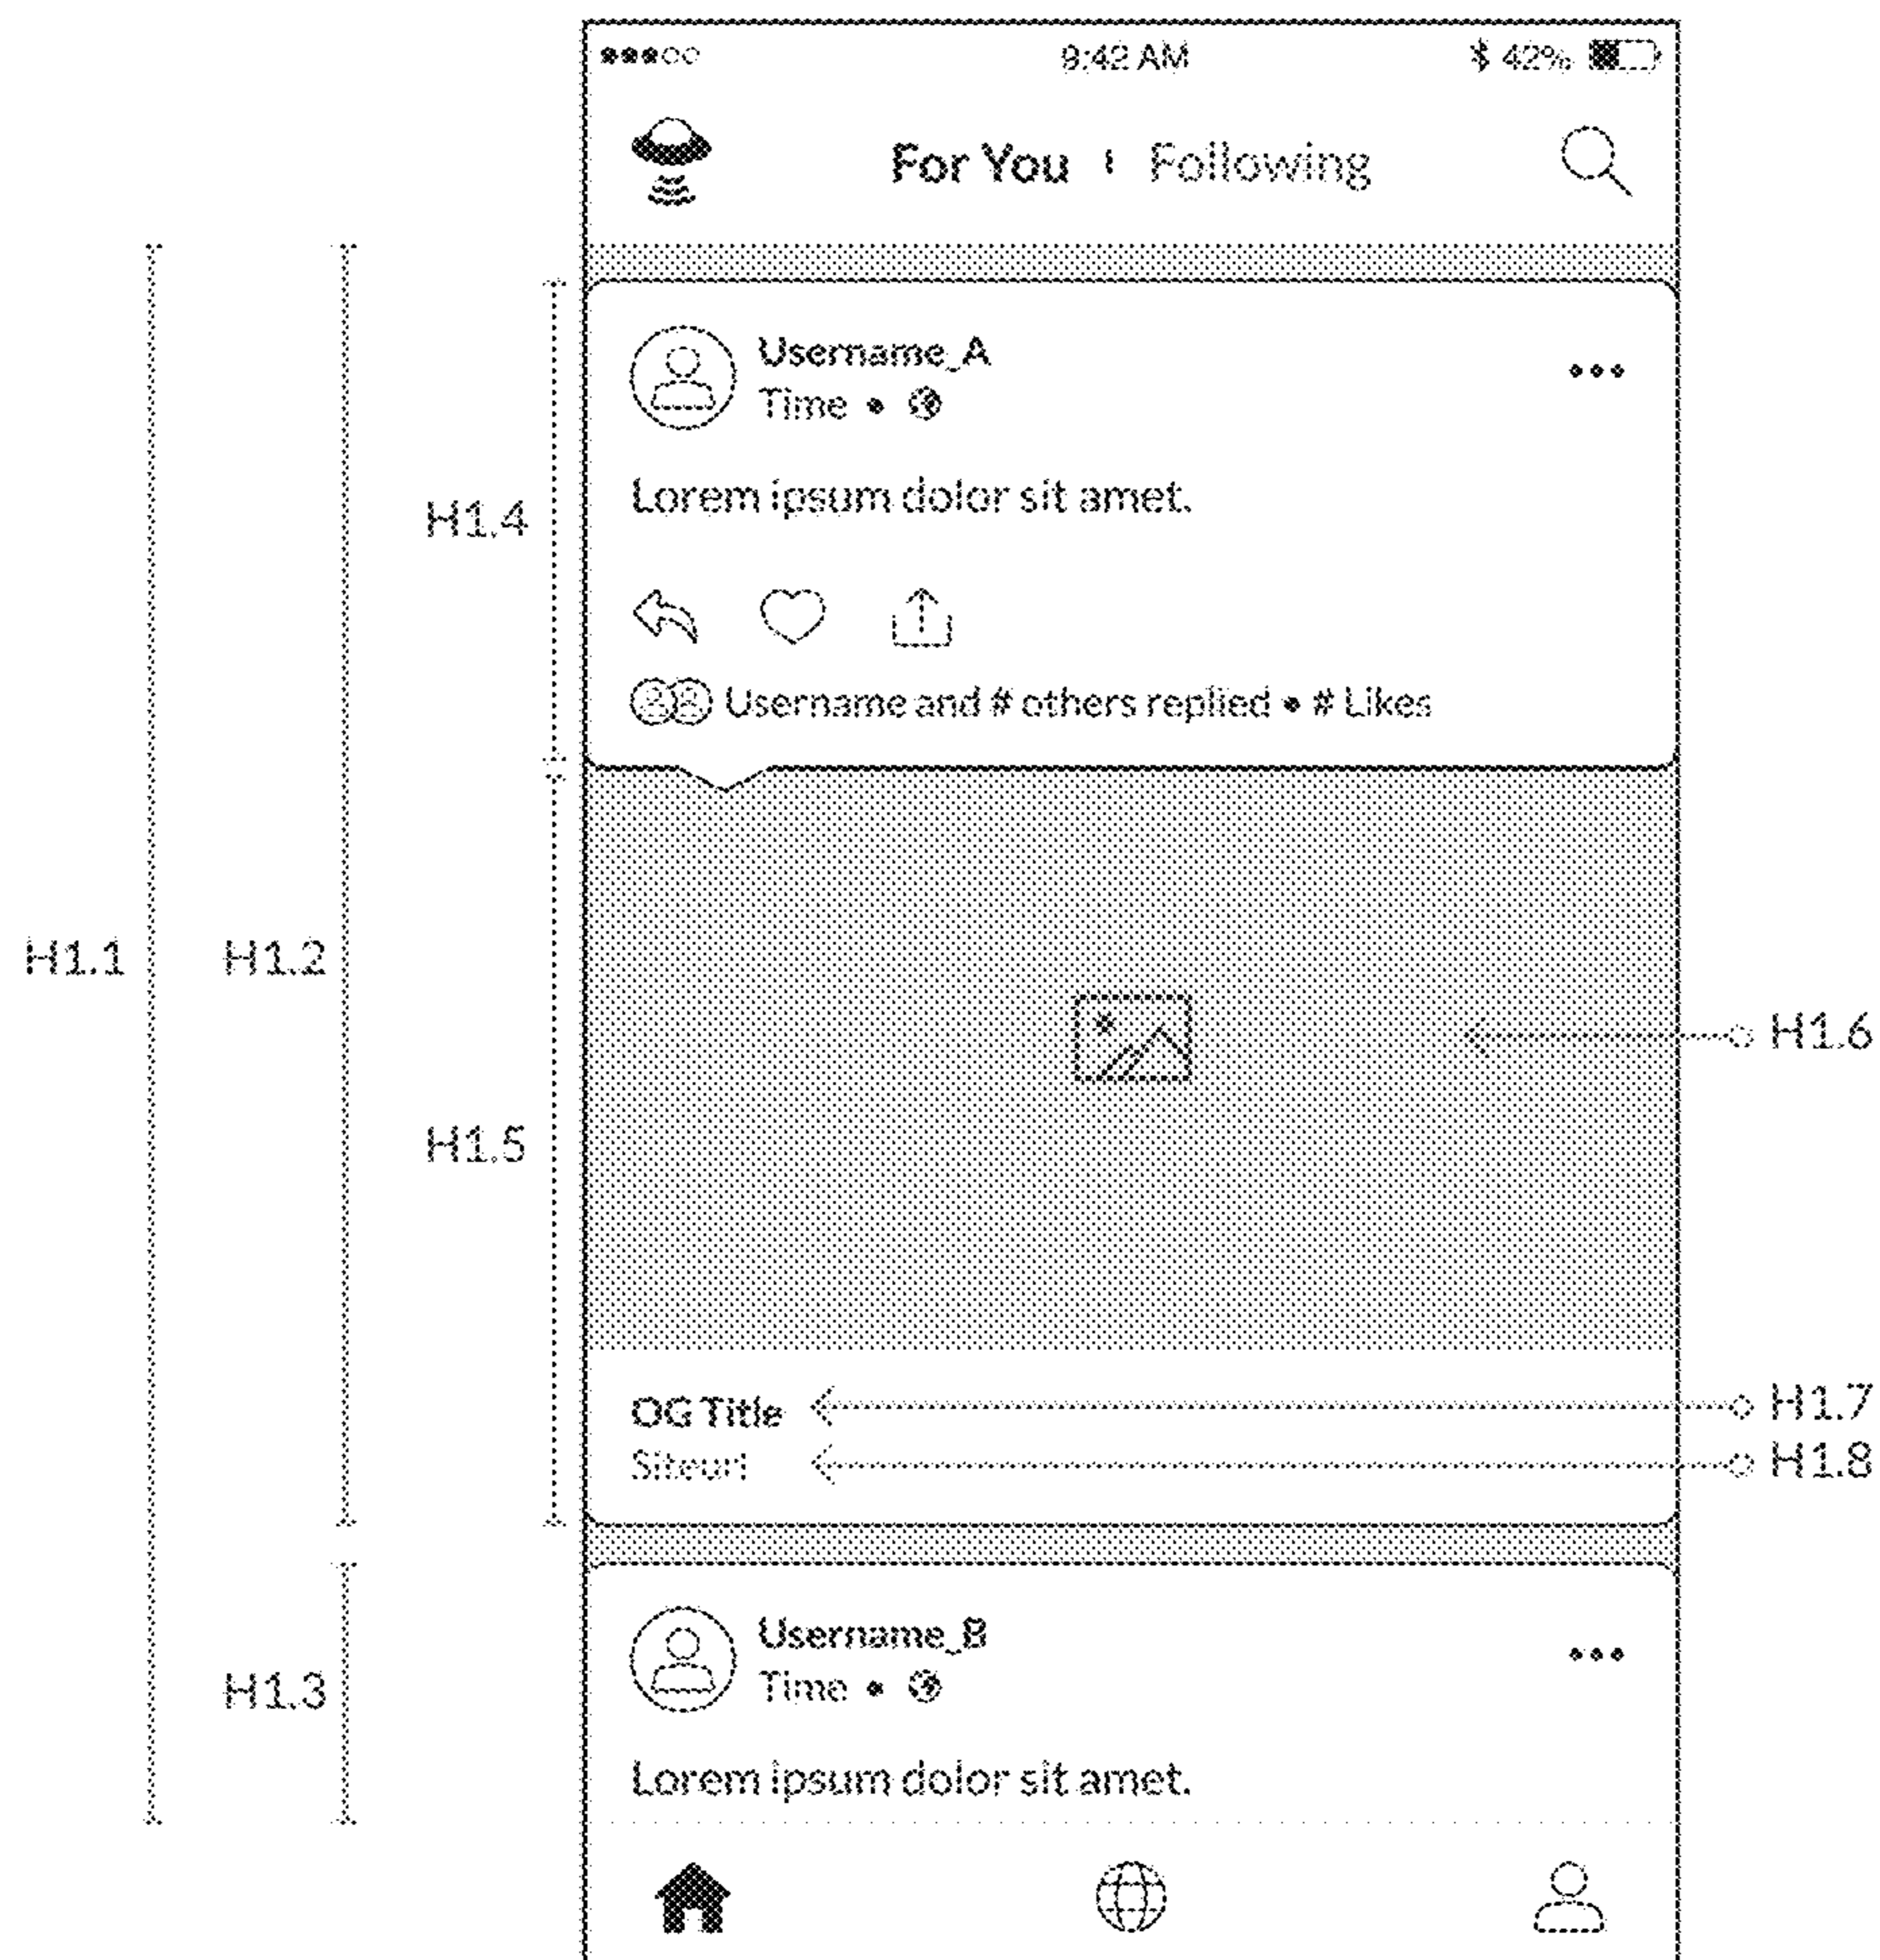 9:42 AM 42%
For You Following
Username_A
Time
H1.4
Lorem ipsum dolor sit amet.
Username and # others replied • # Likes
H1.1
H1.2
H1.6
H1.5
OG Title
H1.7
Siteurl
H1.8
Username_B
Time
H1.3
Lorem ipsum dolor sit amet.